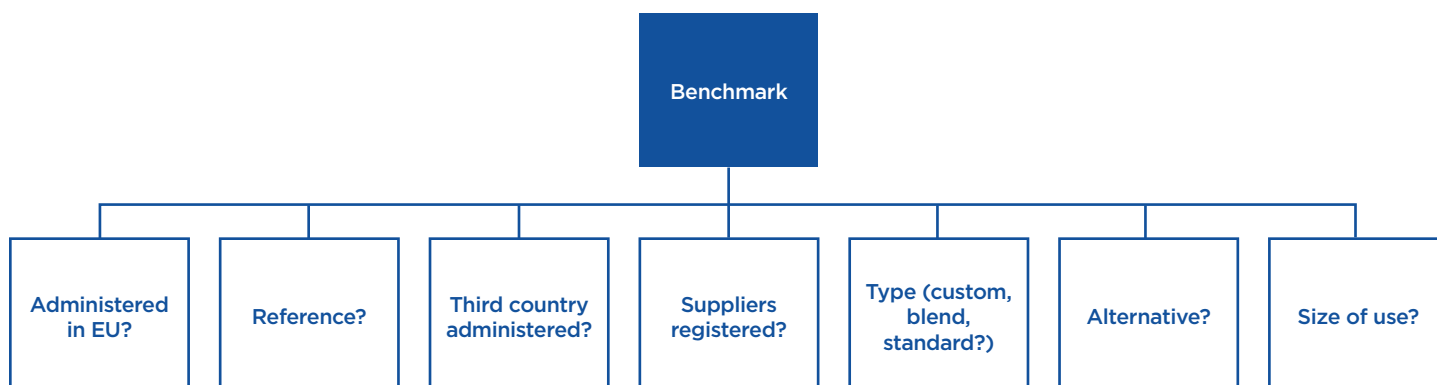 Benchmark
Administered
in EU?
Reference?
Third country
administered?
Suppliers
registered?
Type (custom,
blend,
standard?)
Alternative?
Size of use?